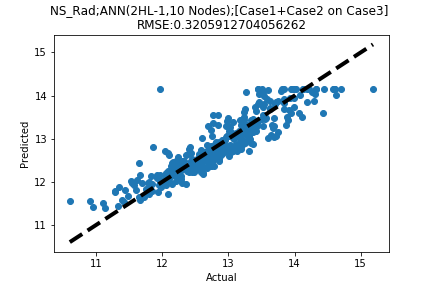 NS_Rad;ANN(2HL-1,10 Nodes);[Case1+Case2 on Case3]
RMSE:0.3205912704056262
15
14
13
12
11
Predicted
11
12
13
14
15
Actual